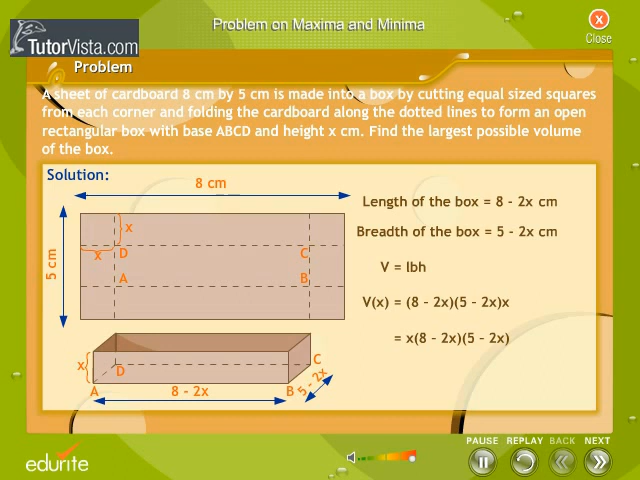 Problem on Maxima and Minima
x
Close
TutorVista.com
Problem
A sheet of cardboard 8 cm by 5 cm is made into a box by cutting equal sized squares
from each corner and folding the cardboard along the dotted lines to form an open
rectangular box with base ABCD and height x cm. Find the largest possible volume
of the box.
Solution:
8 cm
5 cm
x
x
D
C
A
B
x
D
C
A
B
8 - 2x
5 - 2x
Length of the box = 8 - 2x cm
Breadth of the box = 5 - 2x cm
V = lbh
V(x) = (8 - 2x)(5 - 2x)x
= x(8 - 2x)(5 - 2x)
edurite
PAUSE REPLAY BACK NEXT